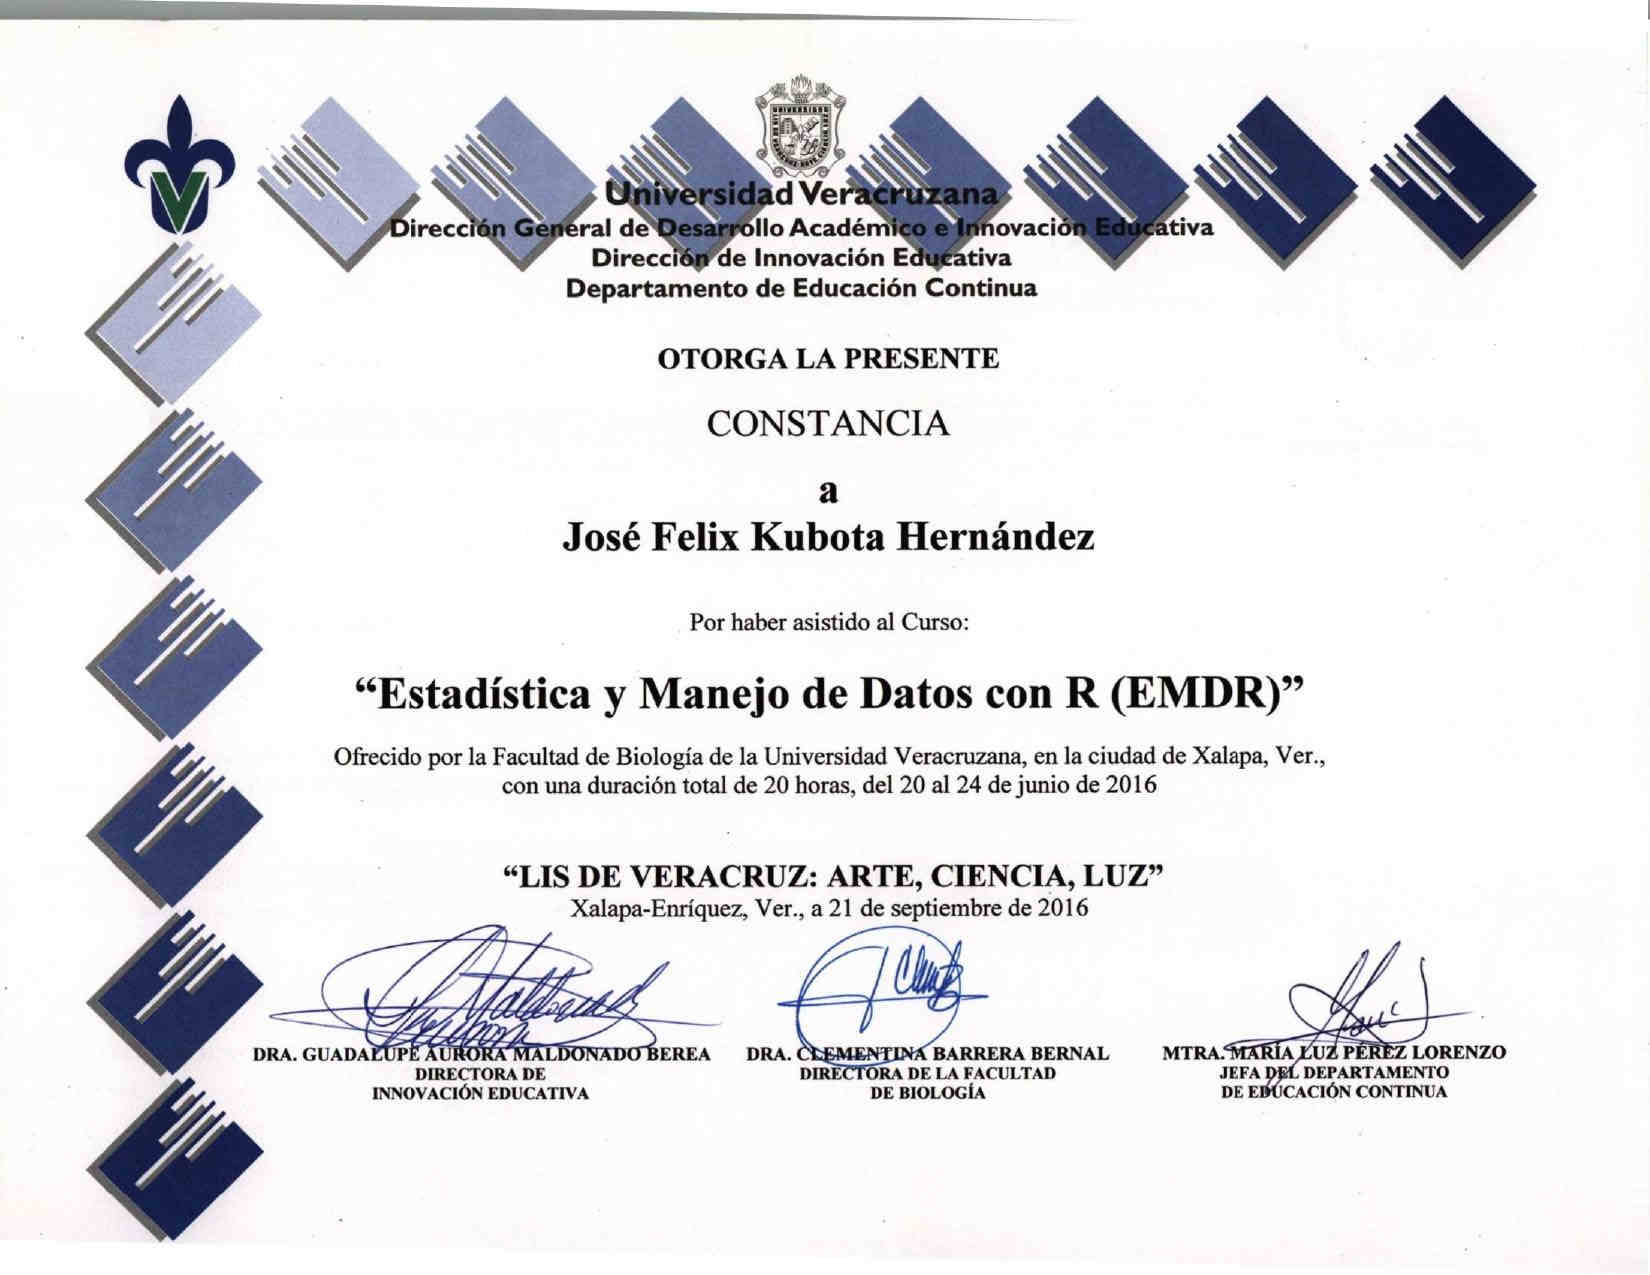 Universidad Veracruzana
Dirección General de Desarrollo Académico e Innovación Educativa
Dirección de Innovación Educativa
Departamento de Educación Continua
OTORGA LA PRESENTE
CONSTANCIA
a
José Felix Kubota Hernández
Por haber asistido al Curso:
“Estadística y Manejo de Datos con R (EMDR)”
Ofrecido por la Facultad de Biología de la Universidad Veracruzana, en la ciudad de Xalapa, Ver.,
con una duración total de 20 horas, del 20 al 24 de junio de 2016
“LIS DE VERACRUZ: ARTE, CIENCIA, LUZ”
Xalapa-Enríquez, Ver., a 21 de septiembre de 2016
DRA. GUADALUPE AURORA MALDONADO BEREA
DIRECTORA DE
INNOVACIÓN EDUCATIVA
DRA. CLEMENTINA BARRERA BERNAL
DIRECTORA DE LA FACULTAD
DE BIOLOGÍA
MTRA. MARÍA LUZ PÉREZ LORENZO
JEFA DEL DEPARTAMENTO
DE EDUCACIÓN CONTINUA